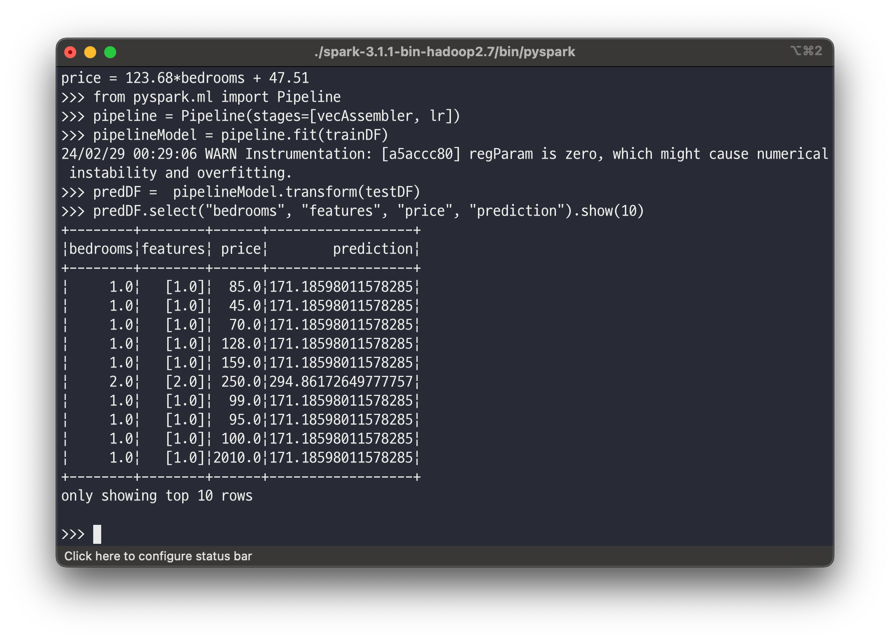 ./spark-3.1.1-bin-hadoop2.7/bin/pyspark
⌥⌘2
price = 123.68*bedrooms + 47.51
>>> from pyspark.ml import Pipeline
>>> pipeline = Pipeline(stages=[vecAssembler, lr])
>>> pipelineModel = pipeline.fit(trainDF)
24/02/29 00:29:06 WARN Instrumentation: [a5accc80] regParam is zero, which might cause numerical
 instability and overfitting.
>>> predDF =  pipelineModel.transform(testDF)
>>> predDF.select("bedrooms", "features", "price", "prediction").show(10)
+--------+--------+------+------------------+
¦bedrooms¦features¦ price¦        prediction¦
+--------+--------+------+------------------+
¦     1.0¦   [1.0]¦  85.0¦171.18598011578285¦
¦     1.0¦   [1.0]¦  45.0¦171.18598011578285¦
¦     1.0¦   [1.0]¦  70.0¦171.18598011578285¦
¦     1.0¦   [1.0]¦ 128.0¦171.18598011578285¦
¦     1.0¦   [1.0]¦ 159.0¦171.18598011578285¦
¦     2.0¦   [2.0]¦ 250.0¦294.86172649777757¦
¦     1.0¦   [1.0]¦  99.0¦171.18598011578285¦
¦     1.0¦   [1.0]¦  95.0¦171.18598011578285¦
¦     1.0¦   [1.0]¦ 100.0¦171.18598011578285¦
¦     1.0¦   [1.0]¦2010.0¦171.18598011578285¦
+--------+--------+------+------------------+
only showing top 10 rows
>>>
Click here to configure status bar